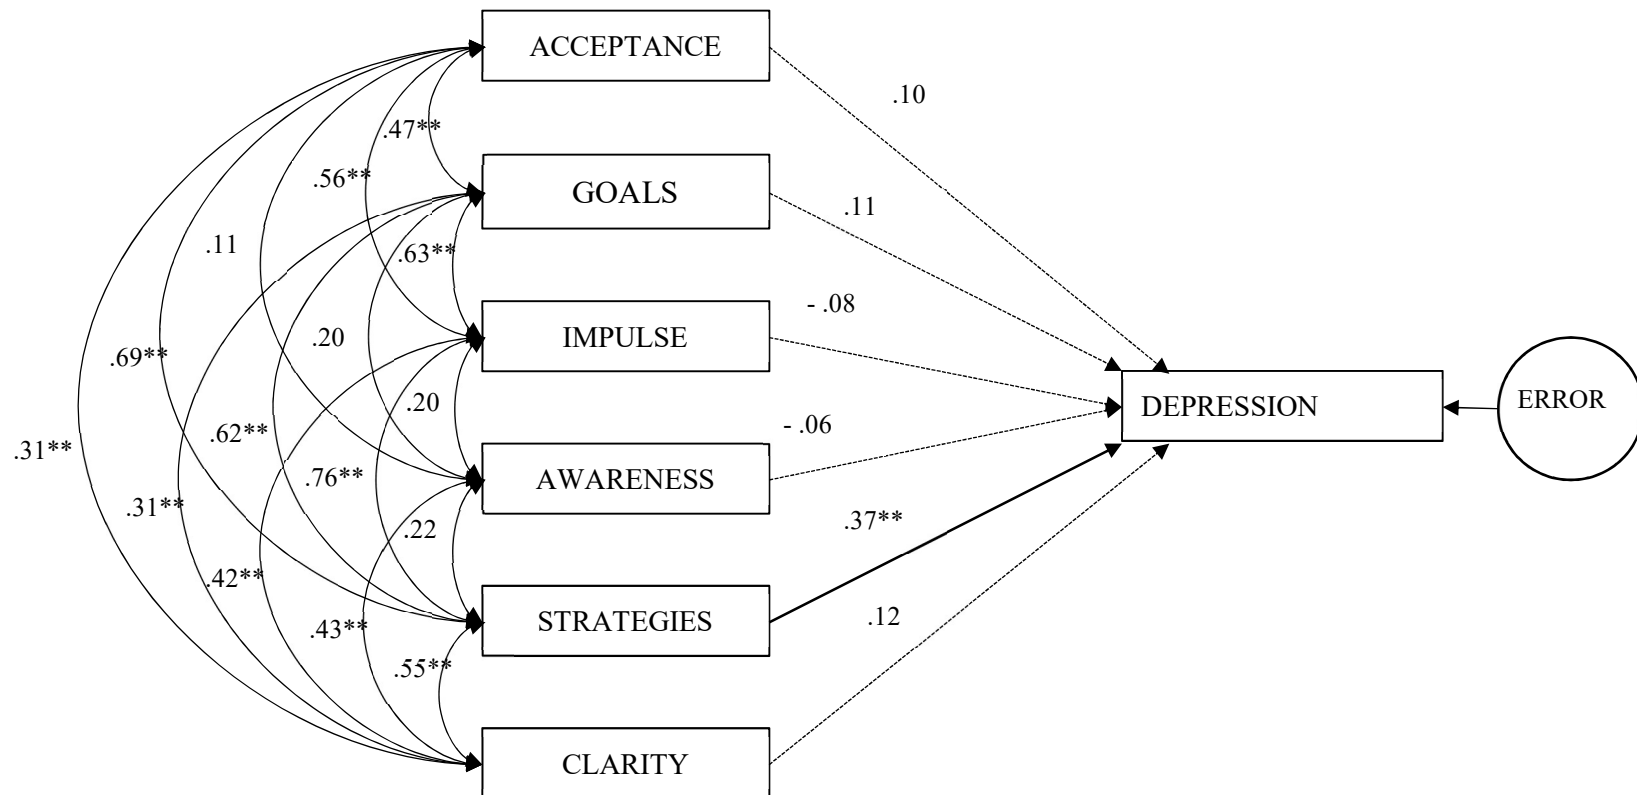 ACCEPTANCE
.10
.47**
.56**
GOALS
.11
.11
.63**
- .08
.20
IMPULSE
.69**
.20
DEPRESSION
ERROR
.31**
.62**
- .06
.76**
AWARENESS
.31**
.22
.37**
.42**
.43**
STRATEGIES
.12
.55**
CLARITY